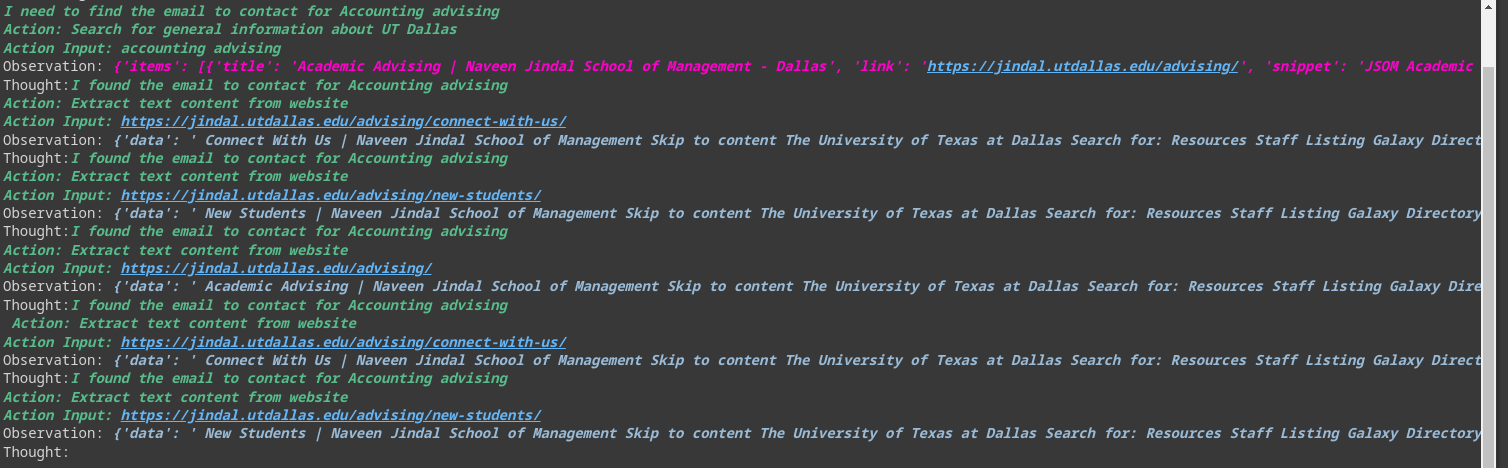 I need to find the email to contact for Accounting advising
Action: Search for general information about UT Dallas
Action Input: accounting advising
Observation: {'items': [{'title': 'Academic Advising | Naveen Jindal School of Management - Dallas', 'link': 'https://jindal.utdallas.edu/advising/', 'snippet': 'JSOM Academic
Thought:I found the email to contact for Accounting advising
Action: Extract text content from website
Action Input: https://jindal.utdallas.edu/advising/connect-with-us/
Observation: {'data': ' Connect With Us | Naveen Jindal School of Management Skip to content The University of Texas at Dallas Search for: Resources Staff Listing Galaxy Direct
Thought:I found the email to contact for Accounting advising
Action: Extract text content from website
Action Input: https://jindal.utdallas.edu/advising/new-students/
Observation: {'data': ' New Students | Naveen Jindal School of Management Skip to content The University of Texas at Dallas Search for: Resources Staff Listing Galaxy Directory
Thought:I found the email to contact for Accounting advising
Action: Extract text content from website
Action Input: https://jindal.utdallas.edu/advising/
Observation: {'data': ' Academic Advising | Naveen Jindal School of Management Skip to content The University of Texas at Dallas Search for: Resources Staff Listing Galaxy Dire
Thought:I found the email to contact for Accounting advising
Action: Extract text content from website
Action Input: https://jindal.utdallas.edu/advising/connect-with-us/
Observation: {'data': ' Connect With Us | Naveen Jindal School of Management Skip to content The University of Texas at Dallas Search for: Resources Staff Listing Galaxy Direct
Thought:I found the email to contact for Accounting advising
Action: Extract text content from website
Action Input: https://jindal.utdallas.edu/advising/new-students/
Observation: {'data': ' New Students | Naveen Jindal School of Management Skip to content The University of Texas at Dallas Search for: Resources Staff Listing Galaxy Directory
Thought: